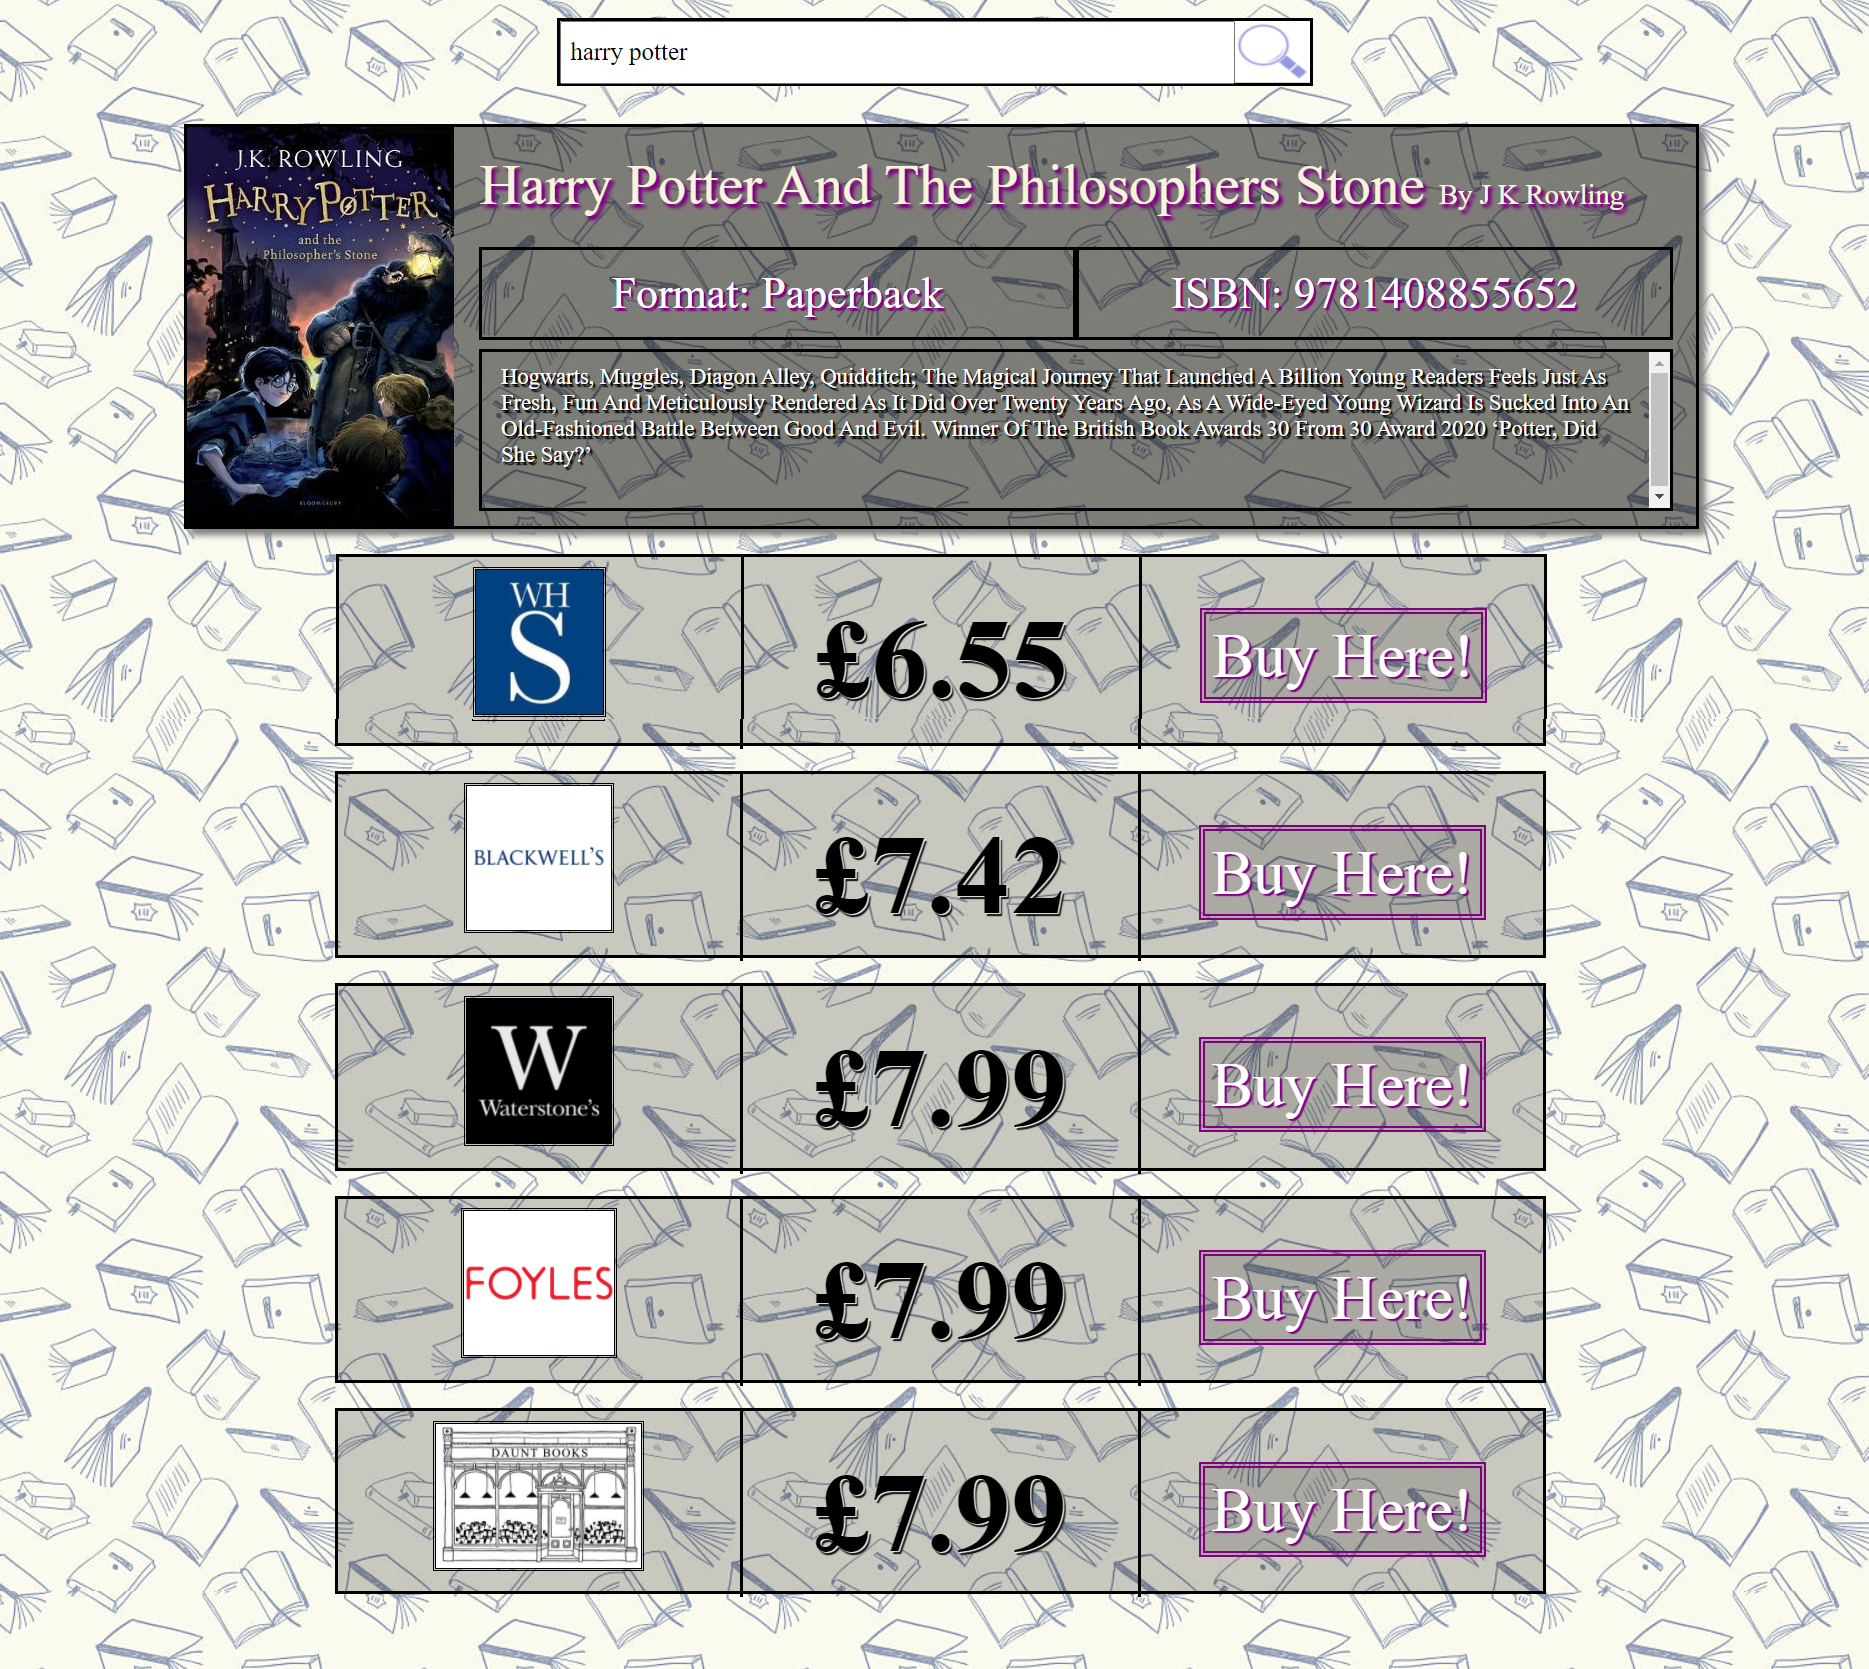 harry potter
J.K. ROWLING
HARRY POTTER
and the
Philosopher's Stone
BLOOMSBURY
Harry Potter And The Philosophers Stone By J K Rowling
Format: Paperback
ISBN: 9781408855652
Hogwarts, Muggles, Diagon Alley, Quidditch; The Magical Journey That Launched A Billion Young Readers Feels Just As
Fresh, Fun And Meticulously Rendered As It Did Over Twenty Years Ago, As A Wide-Eyed Young Wizard Is Sucked Into An
Old-Fashioned Battle Between Good And Evil. Winner Of The British Book Awards 30 From 30 Award 2020 ‘Potter, Did
She Say?’
WH
S
£6.55
Buy Here!
BLACKWELL'S
£7.42
Buy Here!
W
Waterstone's
£7.99
Buy Here!
FOYLES
£7.99
Buy Here!
DAUNT BOOKS
£7.99
Buy Here!